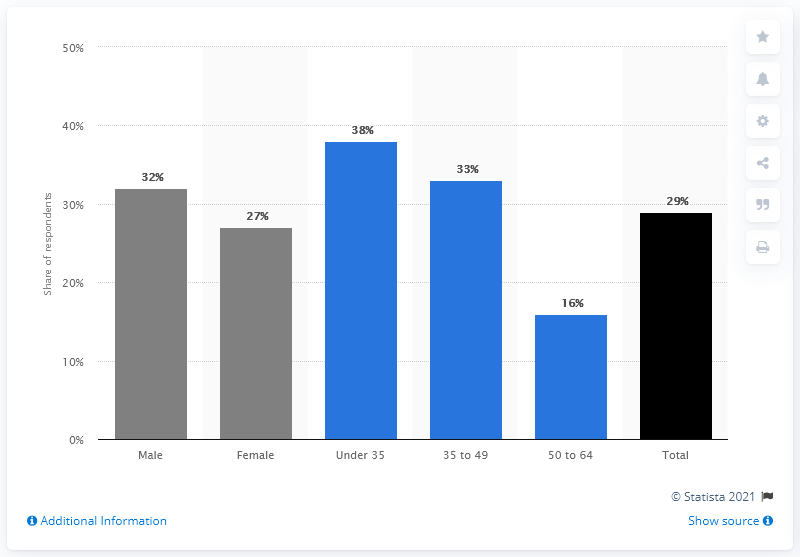 50%
40%
30%
20%
10%
0%
Share of respondents
32%
27%
38%
33%
16%
29%
Male
Female
Under 35
35 to 49
50 to 64
Total
© Statista 2021
Additional Information
Show source